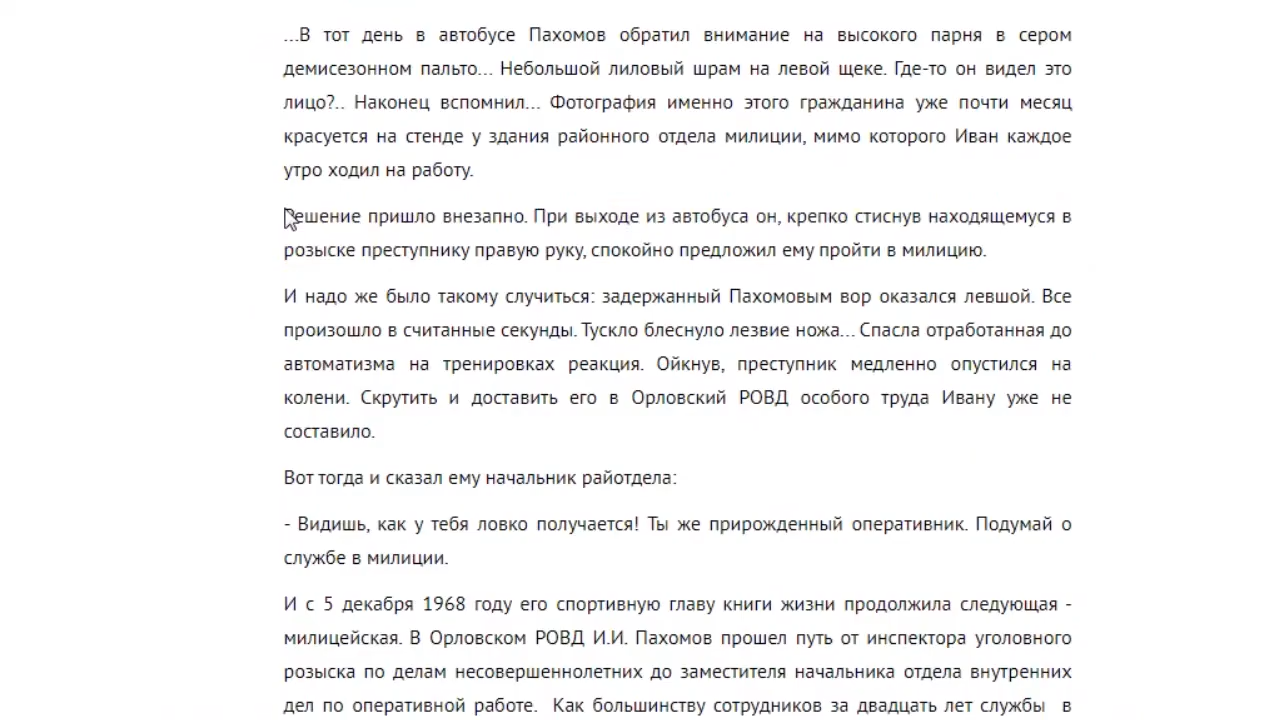 ...В тот день в автобусе Пахомов обратил внимание на высокого парня в сером
демисезонном пальто... Небольшой лиловый шрам на левой щеке. Где-то он видел это
лицо?.. Наконец вспомнил... Фотография именно этого гражданина уже почти месяц
красуется на стенде у здания районного отдела милиции, мимо которого Иван каждое
утро ходил на работу.
Решение пришло внезапно. При выходе из автобуса он, крепко стиснув находящемуся в
розыске преступнику правую руку, спокойно предложил ему пройти в милицию.
И надо же было такому случиться: задержанный Пахомовым вор оказался левшой. Все
произошло в считанные секунды. Тускло блеснуло лезвие ножа... Спасла отработанная до
автоматизма на тренировках реакция. Ойкнув, преступник медленно опустился на
колени. Скрутить и доставить его в Орловский РОВД особого труда Ивану уже не
составило.
Вот тогда и сказал ему начальник райотдела:
- Видишь, как у тебя ловко получается! Ты же прирожденный оперативник. Подумай о
службе в милиции.
И с 5 декабря 1968 году его спортивную главу книги жизни продолжила следующая -
милицейская. В Орловском РОВД И.И. Пахомов прошел путь от инспектора уголовного
розыска по делам несовершеннолетних до заместителя начальника отдела внутренних
дел по оперативной работе. Как большинству сотрудников за двадцать лет службы в